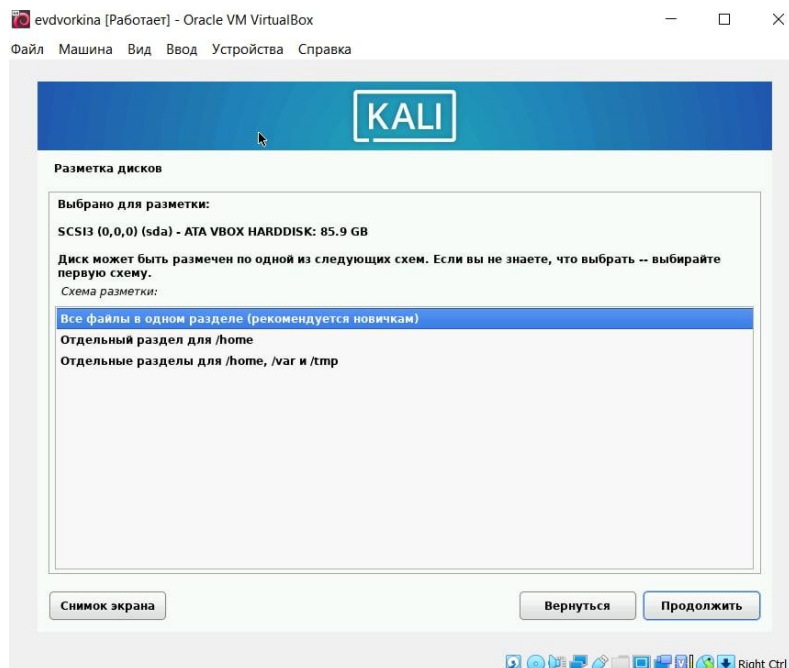 evdvorkina [Работает] - Oracle VM VirtualBox
Файл Машина Вид Ввод Устройства Справка
KALI
Разметка дисков
Выбрано для разметки:
SCSI3 (0,0,0) (sda) - ATA VBOX HARDDISK: 85.9 GB
Диск может быть размечен по одной из следующих схем. Если вы не знаете, что выбрать -- выбирайте
первую схему.
Схема разметки:
Все файлы в одном разделе (рекомендуется новичкам)
Отдельный раздел для /home
Отдельные разделы для /home, /var и /tmp
Снимок экрана
Вернуться
Продолжить
Right Ctrl